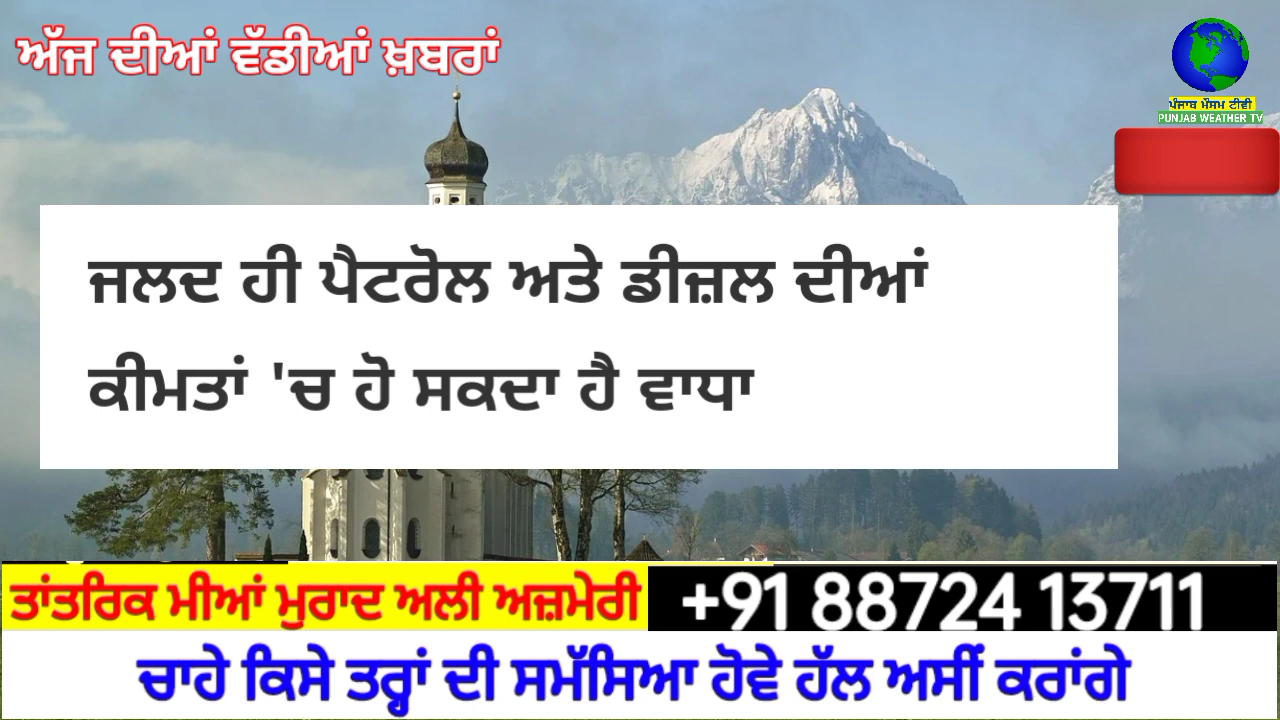 ਅੱਜ ਦੀਆਂ ਵੱਡੀਆਂ ਖ਼ਬਰਾਂ
ਪੰਜਾਬ ਮੌਸਮ ਟੀਵੀ
PUNJAB WEATHER TV
ਜਲਦ ਹੀ ਪੈਟਰੋਲ ਅਤੇ ਡੀਜ਼ਲ ਦੀਆਂ
ਕੀਮਤਾਂ 'ਚ ਹੋ ਸਕਦਾ ਹੈ ਵਾਧਾ
ਤਾਂਤਰਿਕ ਮੀਆਂ ਮੁਰਾਦ ਅਲੀ ਅਜ਼ਮੇਰੀ +91 88724 13711
ਚਾਹੇ ਕਿਸੇ ਤਰ੍ਹਾਂ ਦੀ ਸਮੱਸਿਆ ਹੋਵੇ ਹੱਲ ਅਸੀਂ ਕਰਾਂਗੇ